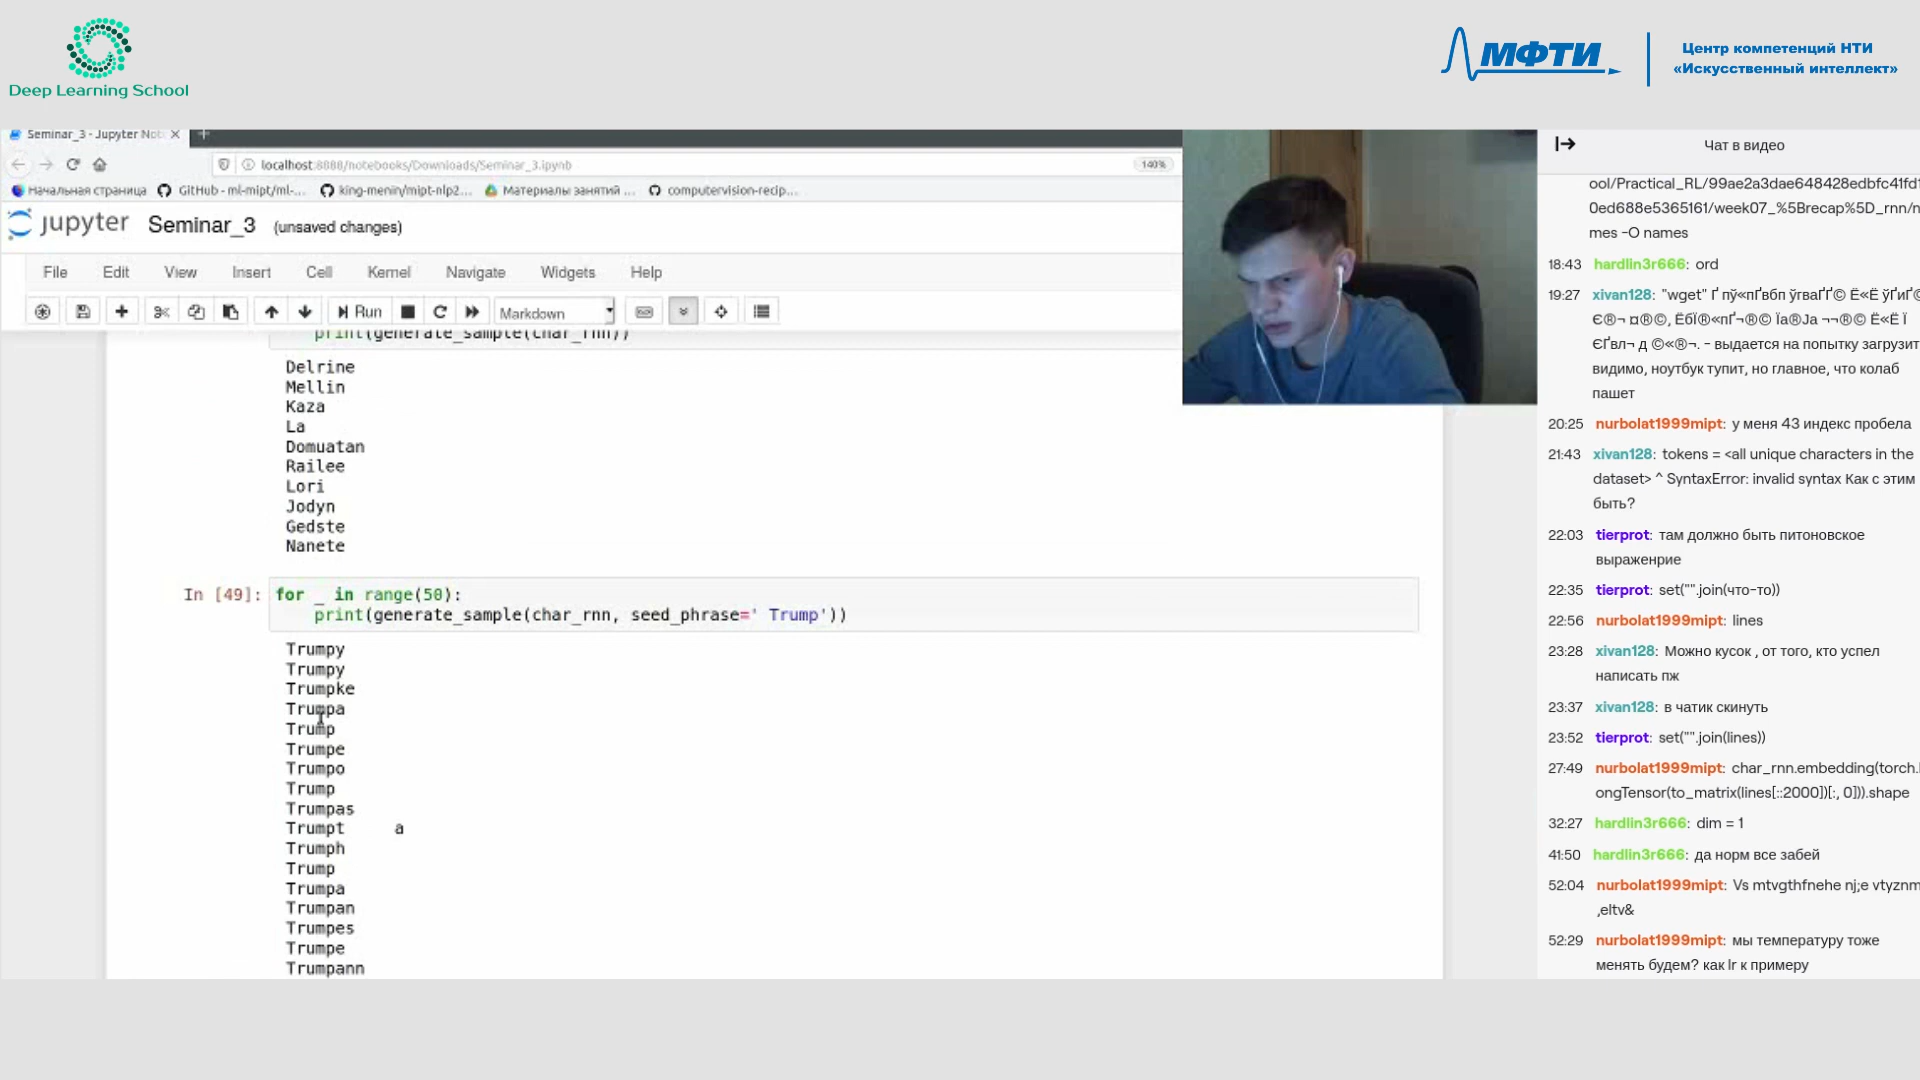 Deep Learning School
МФТИ
Центр компетенций НТИ
«Искусственный интеллект»
Seminar_3 - Jupyter Not
localhost:8888/notebooks/Downloads/Seminar_3.ipynb
140%
Начальная страница
GitHub - ml-mipt/ml-...
king-menin/mipt-nlp2...
Материалы занятий ...
computervision-recip...
jupyter Seminar_3 (unsaved changes)
File Edit View Insert Cell Kernel Navigate Widgets Help
Run
Markdown
print(generate_sample(char_rnn))
Delrine
Mellin
Kaza
La
Domuatan
Railee
Lori
Jodyn
Gedste
Nanete
In [49]: for _ in range(50):
print(generate_sample(char_rnn, seed_phrase=' Trump'))
Trumpy
Trumpy
Trumpke
Trumpa
Trump
Trumpe
Trumpo
Trump
Trumpas
Trumpt a
Trumph
Trump
Trumpa
Trumpan
Trumpes
Trumpe
Trumpann
Чат в видео
ool/Practical_RL/99ae2a3dae648428edbfc41fd1
0ed688e5365161/week07_%5Brecap%5D_rnn/n
mes -O names
18:43 hardlin3r666: ord
19:27 xivan128: "wget"
выдается на попытку загрузит
видимо, ноутбук тупит, но главное, что колаб
пашет
20:25 nurbolat1999mipt: у меня 43 индекс пробела
21:43 xivan128: tokens = <all unique characters in the
dataset> ^ SyntaxError: invalid syntax Как с этим
быть?
22:03 tierprot: там должно быть питоновское
выраженрие
22:35 tierprot: set("".join(что-то))
22:56 nurbolat1999mipt: lines
23:28 xivan128: Можно кусок , от того, кто успел
написать пж
23:37 xivan128: в чатик скинуть
23:52 tierprot: set("".join(lines))
27:49 nurbolat1999mipt: char_rnn.embedding(torch.l
ongTensor(to_matrix(lines[::2000])[:, 0])).shape
32:27 hardlin3r666: dim = 1
41:50 hardlin3r666: да норм все забей
52:04 nurbolat1999mipt: Vs mtvgthfnehe nj;e vtyznm
,eltv&
52:29 nurbolat1999mipt: мы температуру тоже
менять будем? как lr к примеру